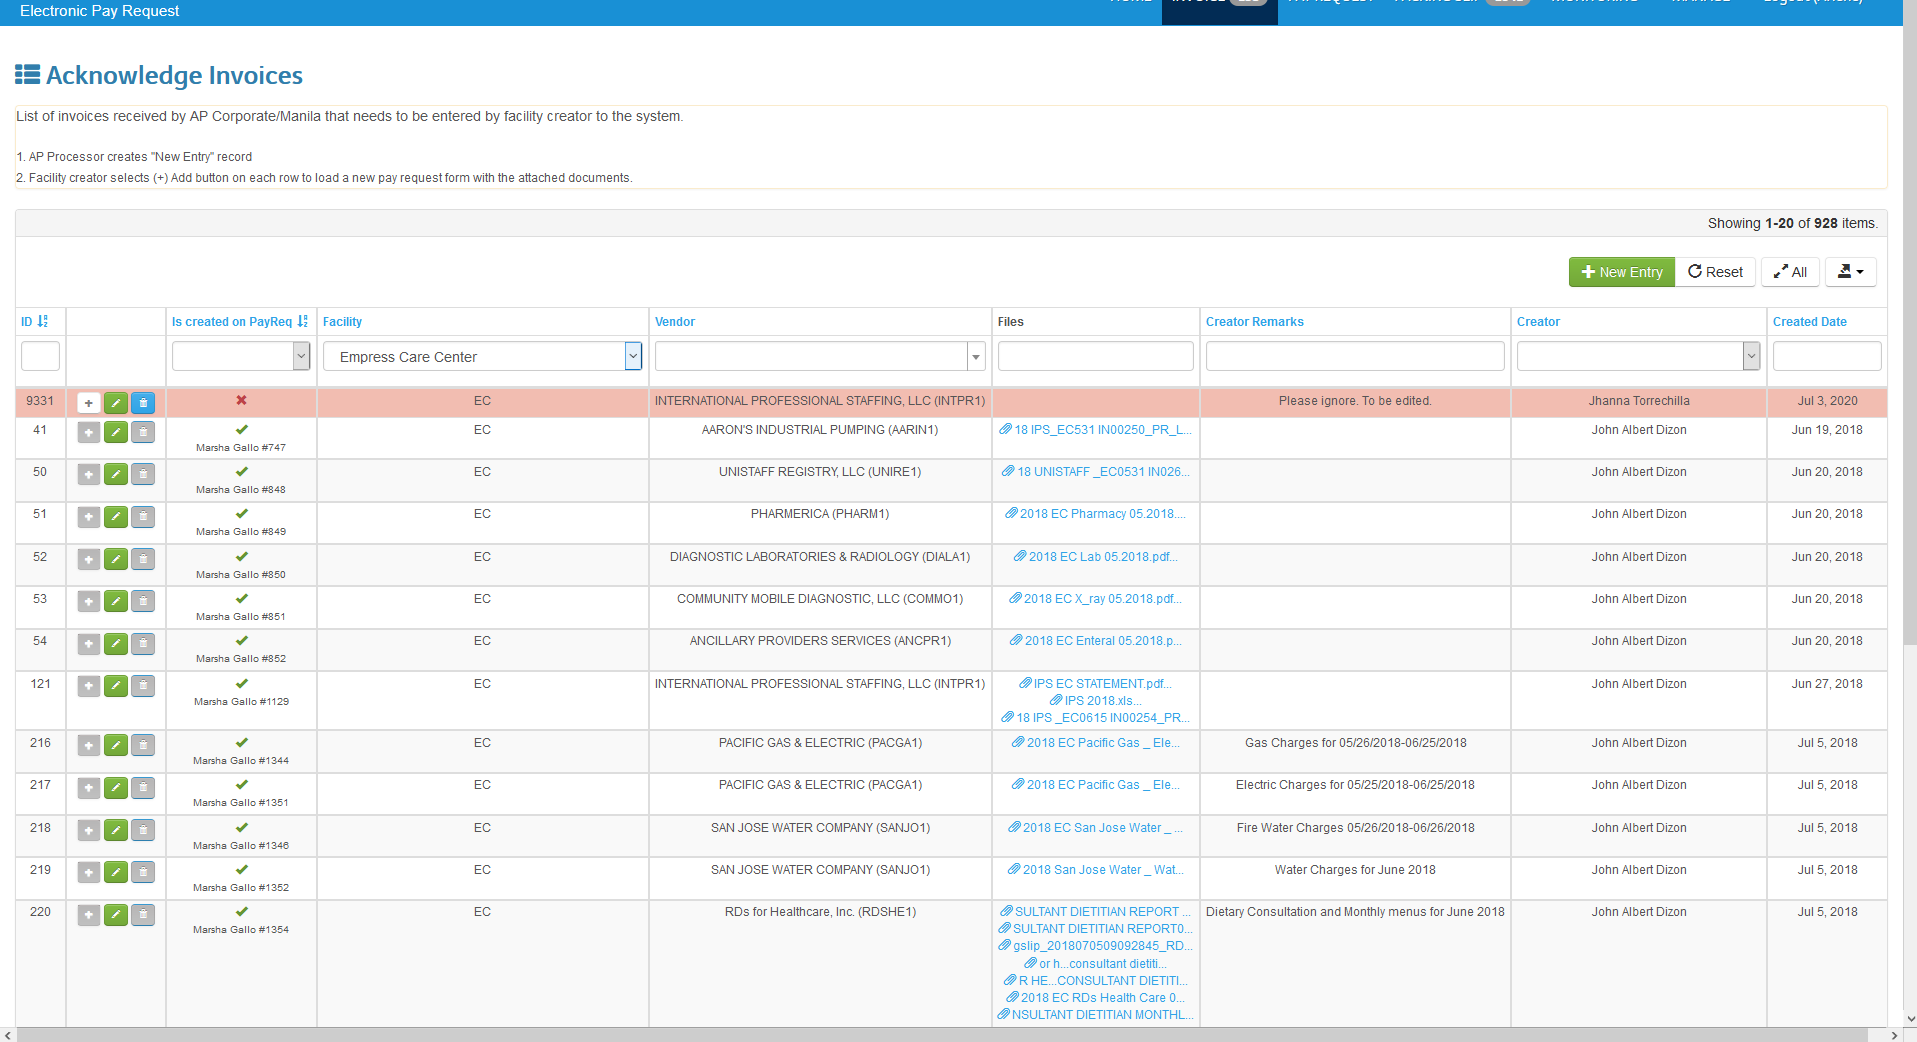 Electronic Pay Request
Acknowledge Invoices
List of invoices received by AP Corporate/Manila that needs to be entered by facility creator to the system.
1. AP Processor creates "New Entry" record
2. Facility creator selects (+) Add button on each row to load a new pay request form with the attached documents.
Showing 1-20 of 928 items.
New Entry Reset All
ID Is created on PayReq Facility Vendor Files Creator Remarks Creator Created Date
Empress Care Center
9331 EC INTERNATIONAL PROFESSIONAL STAFFING, LLC (INTPR1) Please ignore. To be edited. Jhanna Torrechilla Jul 3, 2020
41 EC AARON'S INDUSTRIAL PUMPING (AARIN1) 18 IPS_EC531 IN00250_PR_L... John Albert Dizon Jun 19, 2018
Marsha Gallo #747
50 EC UNISTAFF REGISTRY, LLC (UNIRE1) 18 UNISTAFF _EC0531 IN026... John Albert Dizon Jun 20, 2018
Marsha Gallo #848
51 EC PHARMERICA (PHARM1) 2018 EC Pharmacy 05.2018.... John Albert Dizon Jun 20, 2018
Marsha Gallo #849
52 EC DIAGNOSTIC LABORATORIES & RADIOLOGY (DIALA1) 2018 EC Lab 05.2018.pdf... John Albert Dizon Jun 20, 2018
Marsha Gallo #850
53 EC COMMUNITY MOBILE DIAGNOSTIC, LLC (COMMO1) 2018 EC X_ray 05.2018.pdf... John Albert Dizon Jun 20, 2018
Marsha Gallo #851
54 EC ANCILLARY PROVIDERS SERVICES (ANCPR1) 2018 EC Enteral 05.2018.p... John Albert Dizon Jun 20, 2018
Marsha Gallo #852
121 EC INTERNATIONAL PROFESSIONAL STAFFING, LLC (INTPR1) IPS EC STATEMENT.pdf... John Albert Dizon Jun 27, 2018
Marsha Gallo #1129 IPS 2018.xls...
18 IPS _EC0615 IN00254_PR...
216 EC PACIFIC GAS & ELECTRIC (PACGA1) 2018 EC Pacific Gas _ Ele... Gas Charges for 05/26/2018-06/25/2018 John Albert Dizon Jul 5, 2018
Marsha Gallo #1344
217 EC PACIFIC GAS & ELECTRIC (PACGA1) 2018 EC Pacific Gas _ Ele... Electric Charges for 05/25/2018-06/25/2018 John Albert Dizon Jul 5, 2018
Marsha Gallo #1351
218 EC SAN JOSE WATER COMPANY (SANJO1) 2018 EC San Jose Water _ ... Fire Water Charges 05/26/2018-06/26/2018 John Albert Dizon Jul 5, 2018
Marsha Gallo #1346
219 EC SAN JOSE WATER COMPANY (SANJO1) 2018 San Jose Water _ Wat... Water Charges for June 2018 John Albert Dizon Jul 5, 2018
Marsha Gallo #1352
220 EC RDs for Healthcare, Inc. (RDSHE1) SULTANT DIETITIAN REPORT ... Dietary Consultation and Monthly menus for June 2018 John Albert Dizon Jul 5, 2018
Marsha Gallo #1354 SULTANT DIETITIAN REPORT0...
gslip_2018070509092845_RD...
or h...consultant dietiti...
R HE...CONSULTANT DIETITI...
2018 EC RDs Health Care 0...
NSULTANT DIETITIAN MONTHL...